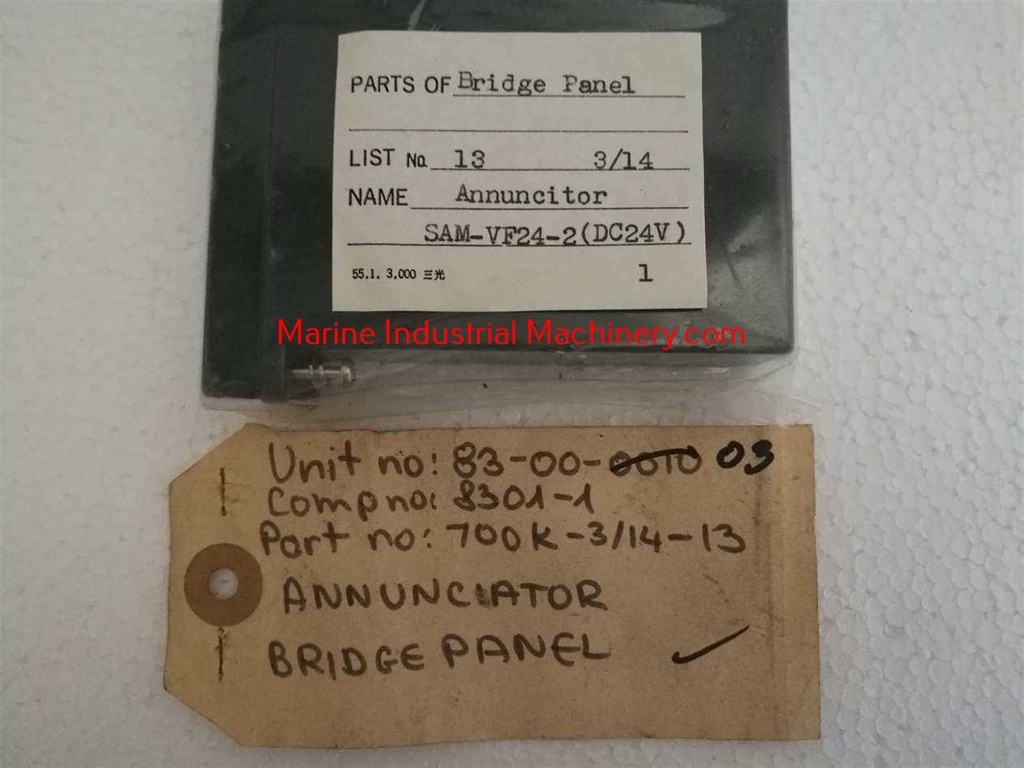 PARTS OF Bridge Panel
LIST No. 13 3/14
NAME Annuncitor
SAM-VF24-2(DC24V)
55.1. 3,000 三光 1
Marine Industrial Machinery.com
Unit no: 83-00-0010 03
Comp no: 8301-1
Part no: 700K-3/14-13
ANNUNCIATOR
BRIDGE PANEL